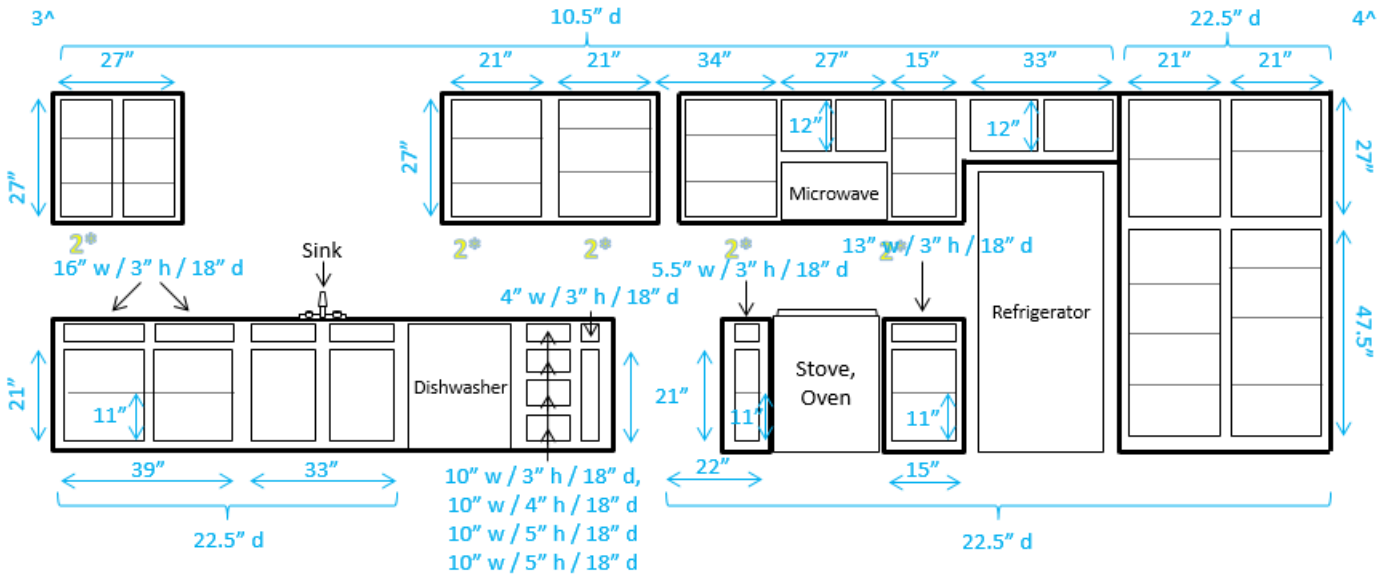 3^
10.5” d
22.5” d
4^
27”
21”
21”
34”
27”
15”
33”
21”
21”
12”
12”
27”
27”
27”
Microwave
2*
2*
2*
2*
2*
13” w / 3” h / 18” d
Sink
16” w / 3” h / 18” d
5.5” w / 3” h / 18” d
4” w / 3” h / 18” d
Refrigerator
47.5”
Stove,
Oven
Dishwasher
21”
21”
11”
11”
11”
39”
33”
22”
15”
10” w / 3” h / 18” d,
10” w / 4” h / 18” d
10” w / 5” h / 18” d
10” w / 5” h / 18” d
22.5” d
22.5” d